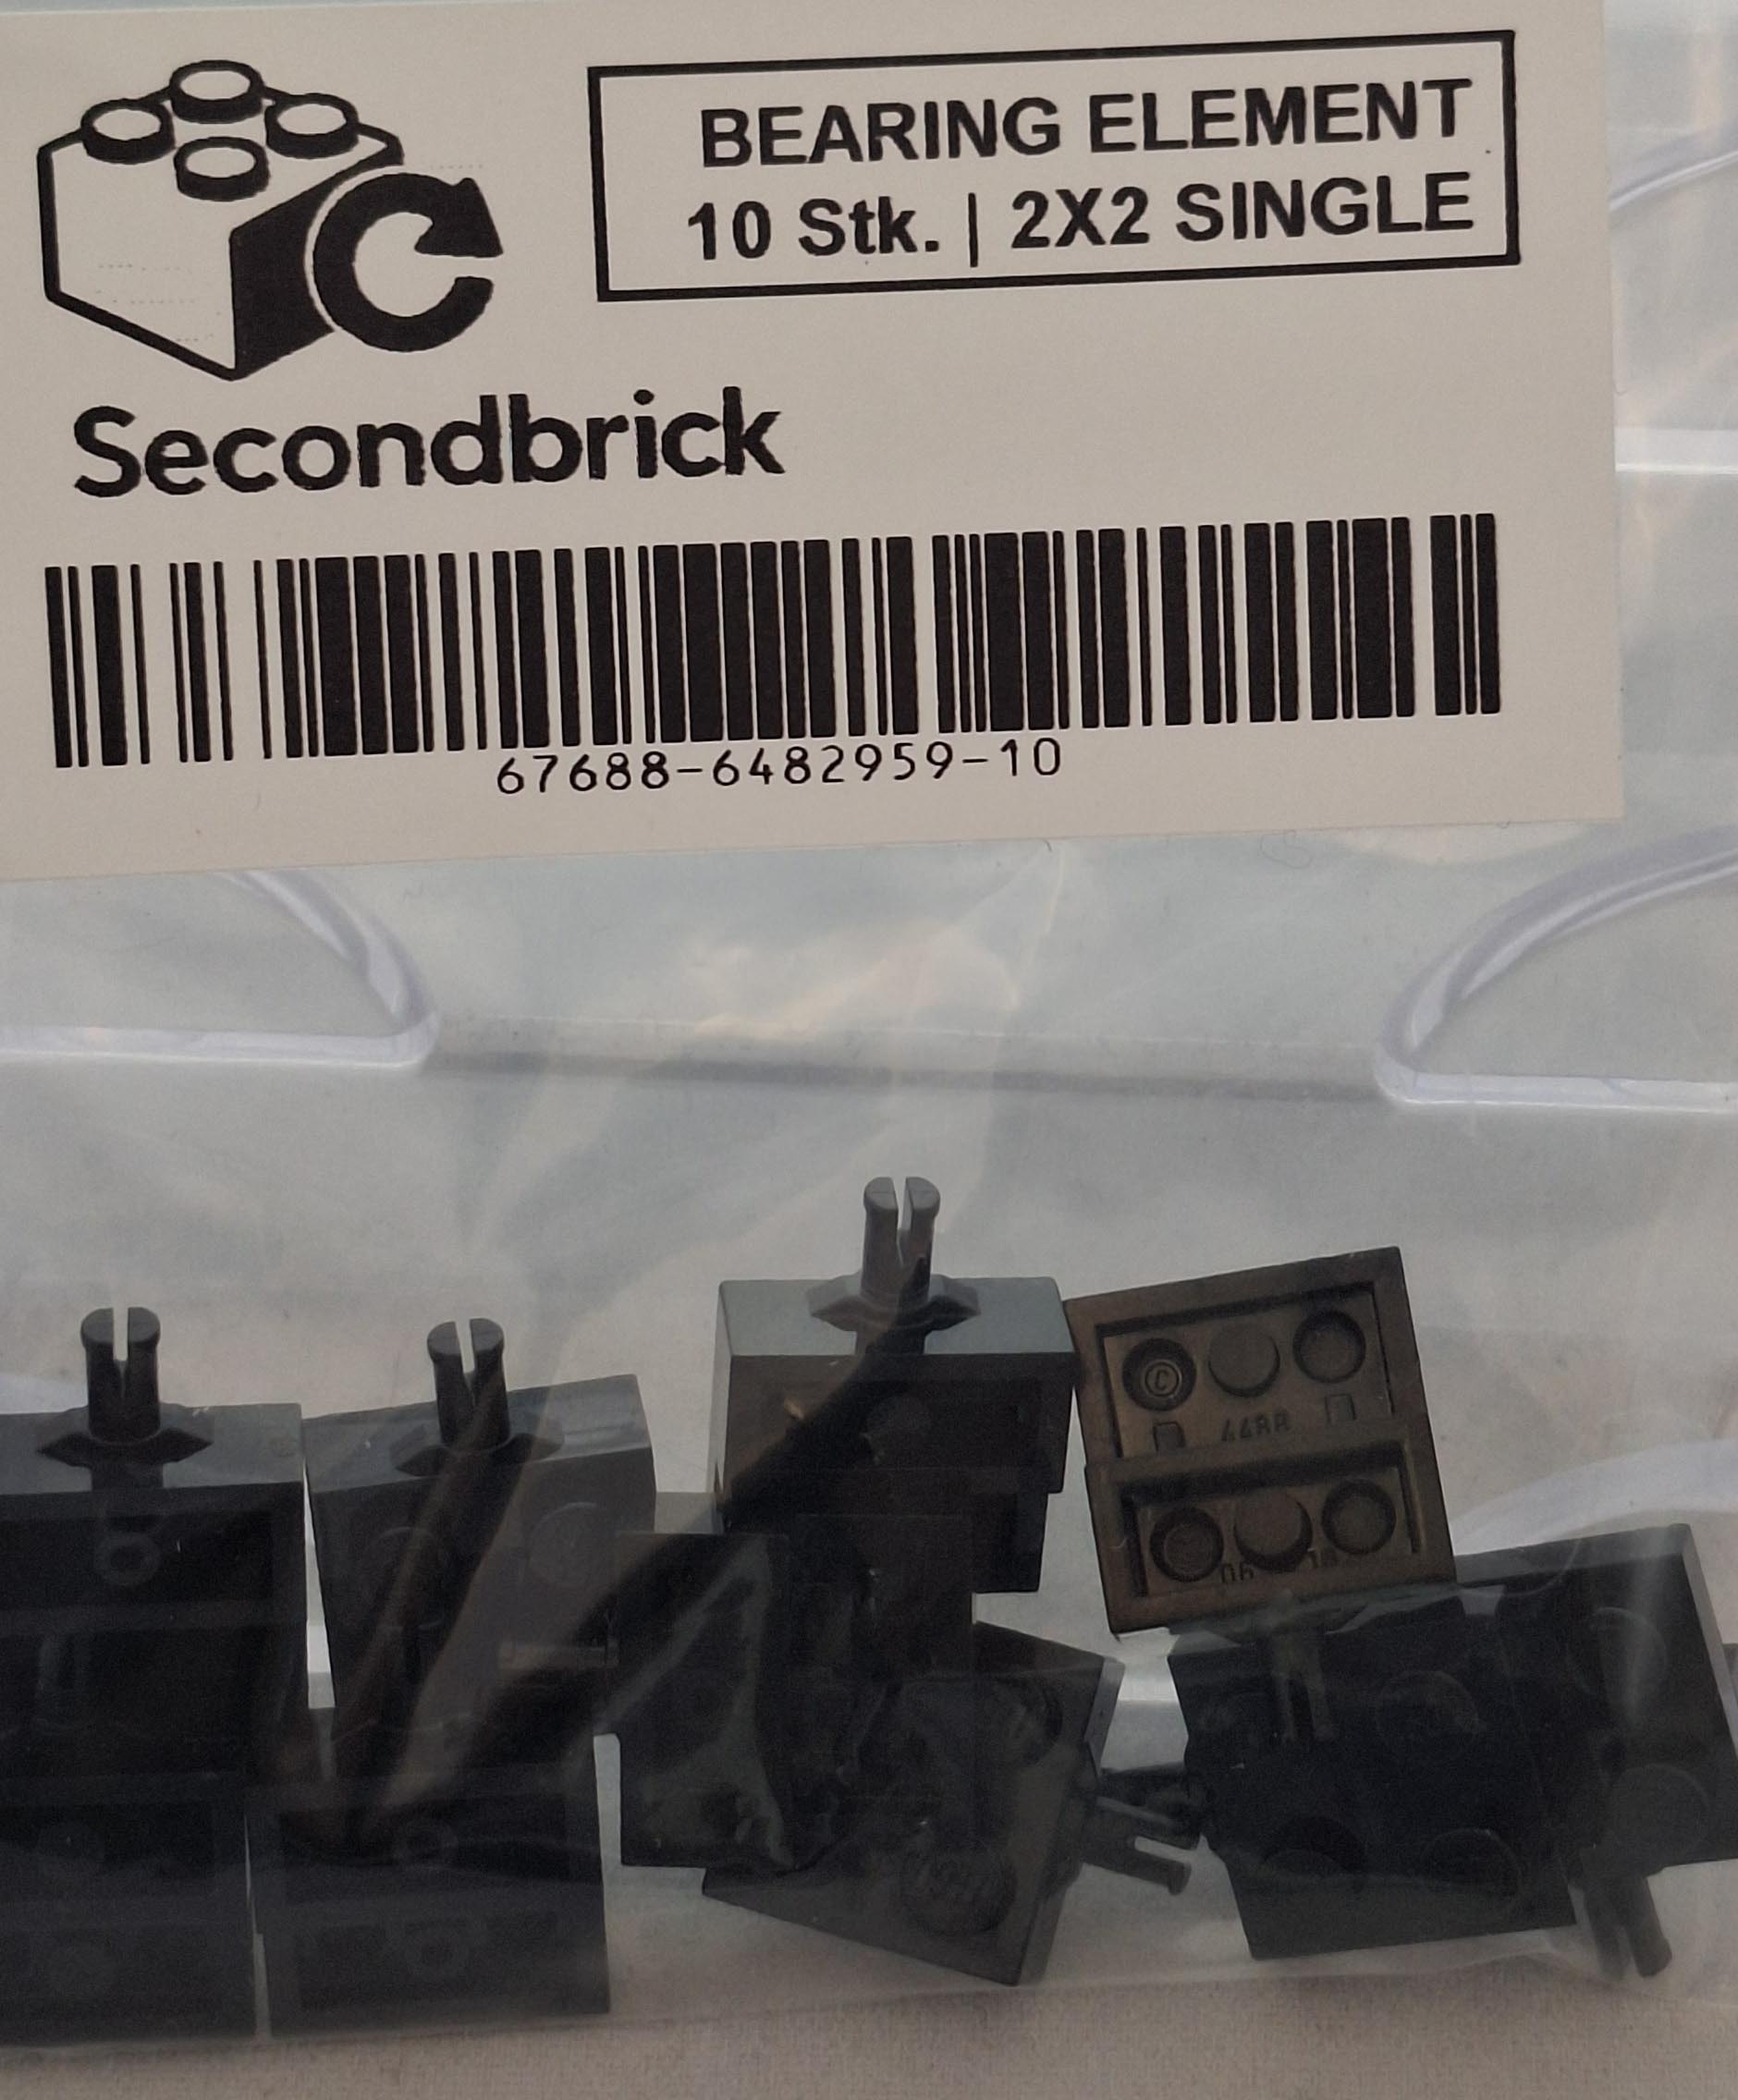 BEARING ELEMENT
10 Stk. | 2X2 SINGLE
Secondbrick
67688-6482959-10
©